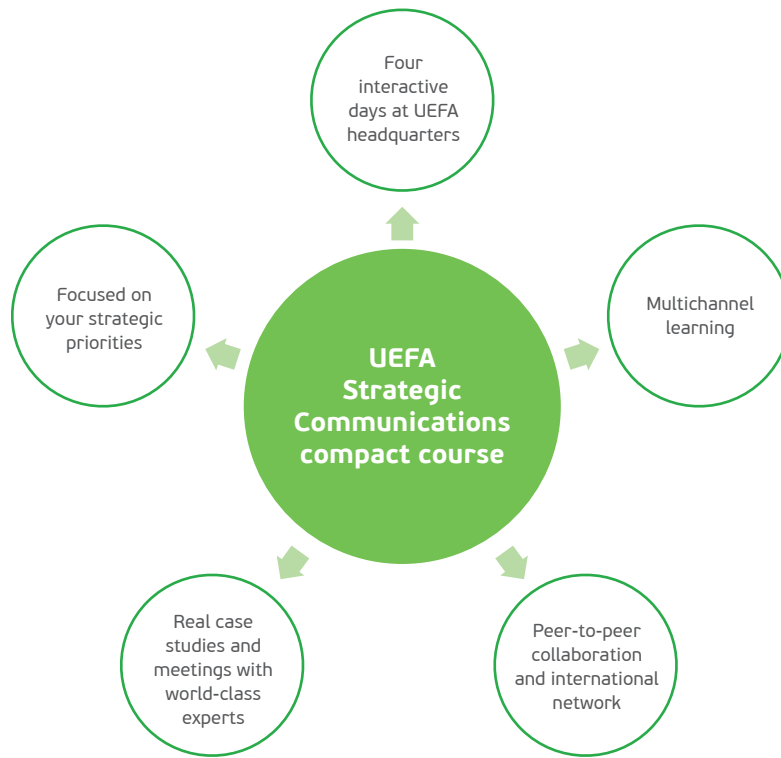 Four
interactive
days at UEFA
headquarters
Focused on
your strategic
priorities
Multichannel
learning
UEFA
Strategic
Communications
compact course
Real case
studies and
meetings with
world-class
experts
Peer-to-peer
collaboration
and international
network